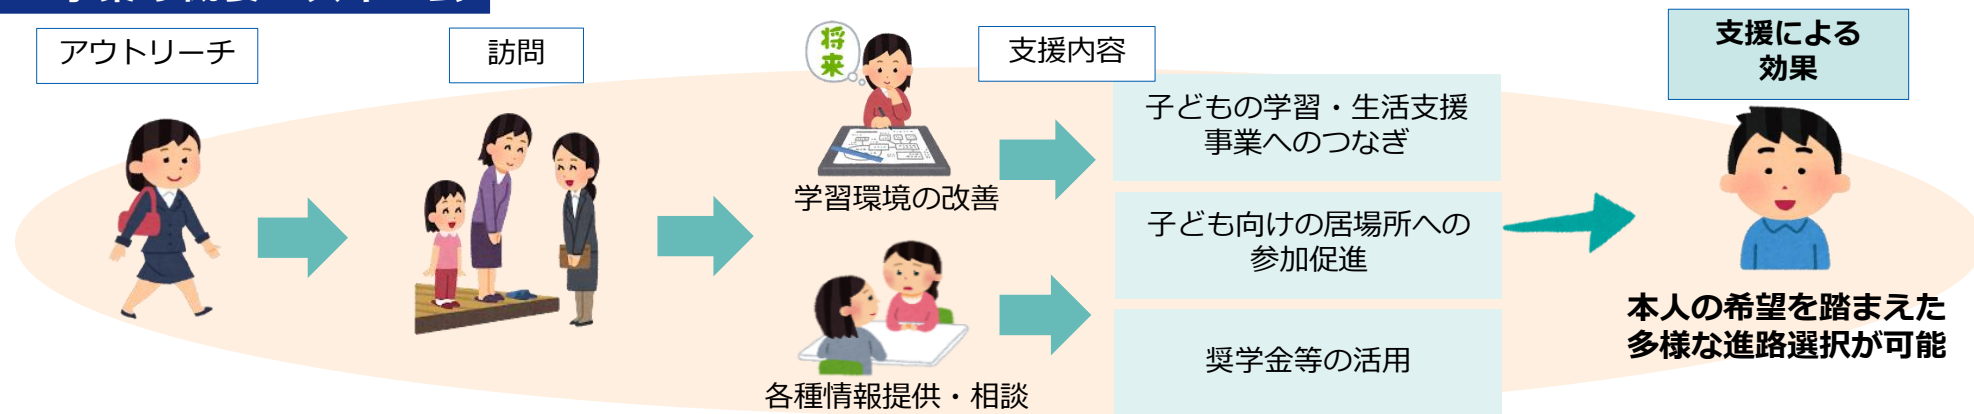 アウトリーチ
訪問
将来
支援内容
支援による
効果
学習環境の改善
各種情報提供・相談
子どもの学習・生活支援
事業へのつなぎ
子ども向けの居場所への
参加促進
奨学金等の活用
本人の希望を踏まえた
多様な進路選択が可能